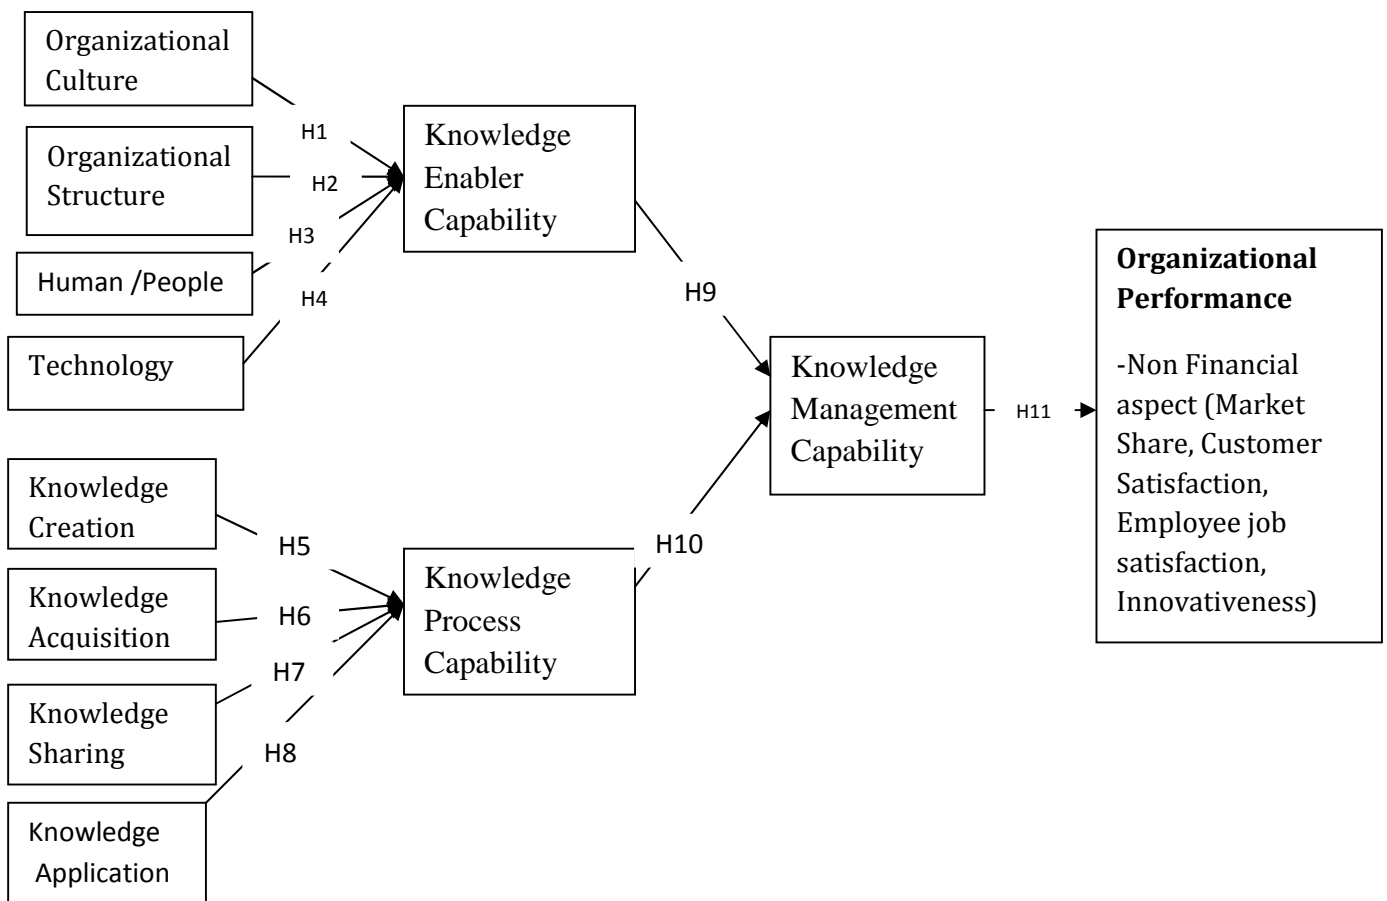 Organizational
Culture
H1
Organizational
Structure
H2
Human /People
H3
Technology
H4
Knowledge
Enabler
Capability
Knowledge
Creation
H5
Knowledge
Acquisition
H6
Knowledge
Sharing
H7
Knowledge
Application
H8
Knowledge
Process
Capability
H9
H10
Knowledge
Management
Capability
H11
Organizational
Performance
-Non Financial
aspect (Market
Share, Customer
Satisfaction,
Employee job
satisfaction,
Innovativeness)